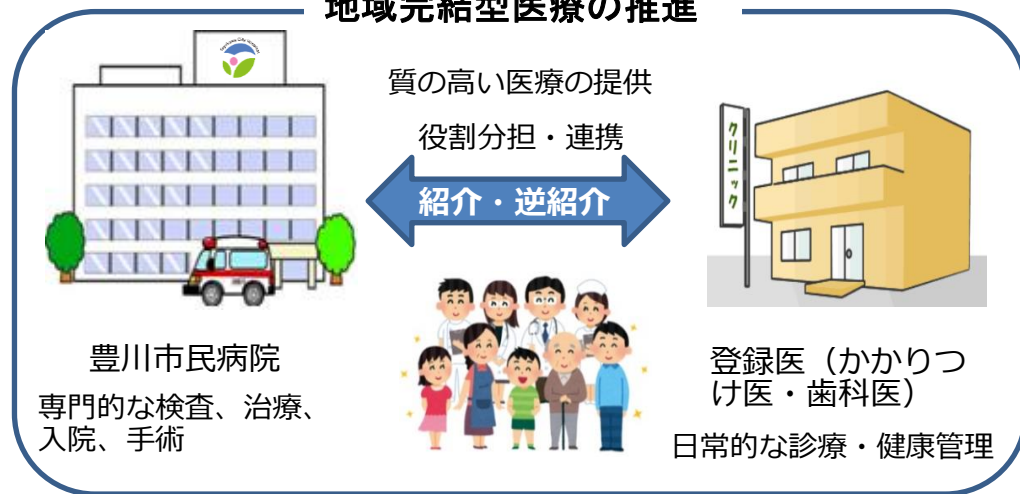 地域完結型医療の推進
質の高い医療の提供
役割分担・連携
紹介・逆紹介
クリニック
豊川市民病院
専門的な検査、治療、
入院、手術
登録医（かかりつ
け医・歯科医）
日常的な診療・健康管理